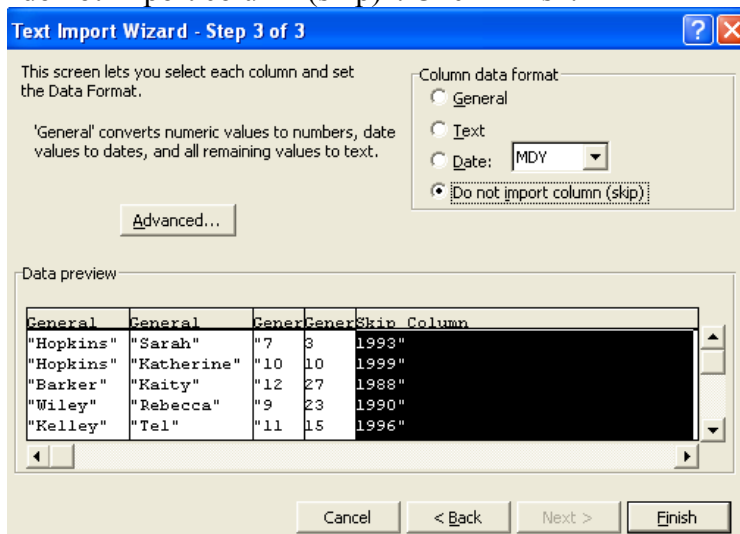 Text Import Wizard - Step 3 of 3
This screen lets you select each column and set
the Data Format.
'General' converts numeric values to numbers, date
values to dates, and all remaining values to text.
Advanced...
Column data format
General
Text
Date: MDY
Do not import column (skip)
Data preview
General General Gener Gener Skip Column
"Hopkins" "Sarah" "7 3 1993"
"Hopkins" "Katherine" "10 10 1999"
"Barker" "Kaity" "12 27 1988"
"Wiley" "Rebecca" "9 23 1990"
"Kelley" "Tel" "11 15 1996"
Cancel < Back Next > Finish